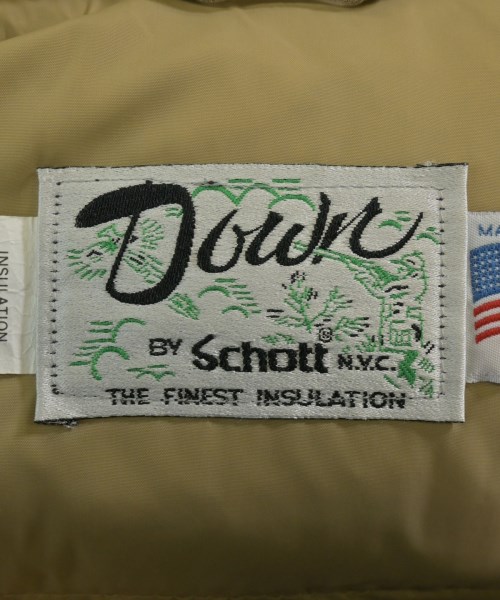 Down
BY Schott® N.Y.C.
THE FINEST INSULATION
INSULATION
MA